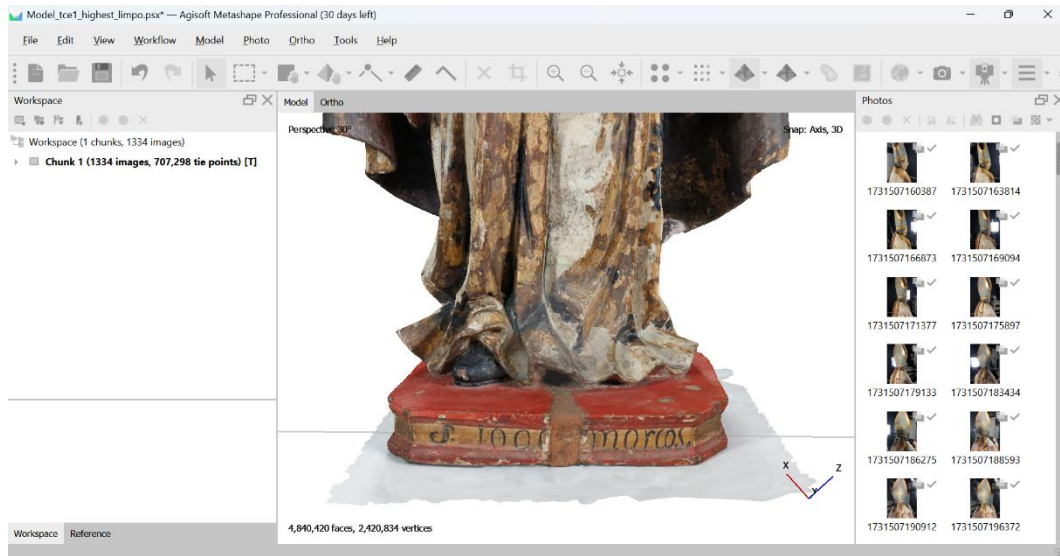 Model_tce1_highest_limpo.psx* — Agisoft Metashape Professional (30 days left)
File Edit View Workflow Model Photo Ortho Tools Help
Workspace
Workspace (1 chunks, 1334 images)
Chunk 1 (1334 images, 707,298 tie points) [T]
Workspace Reference
Model Ortho
Perspective 30°
Snap: Axis, 3D
S.
marcos.
X Z
Y
4,840,420 faces, 2,420,834 vertices
Photos
1731507160387 1731507163814
1731507166873 1731507169094
1731507171377 1731507175897
1731507179133 1731507183434
1731507186275 1731507188593
1731507190912 1731507196372